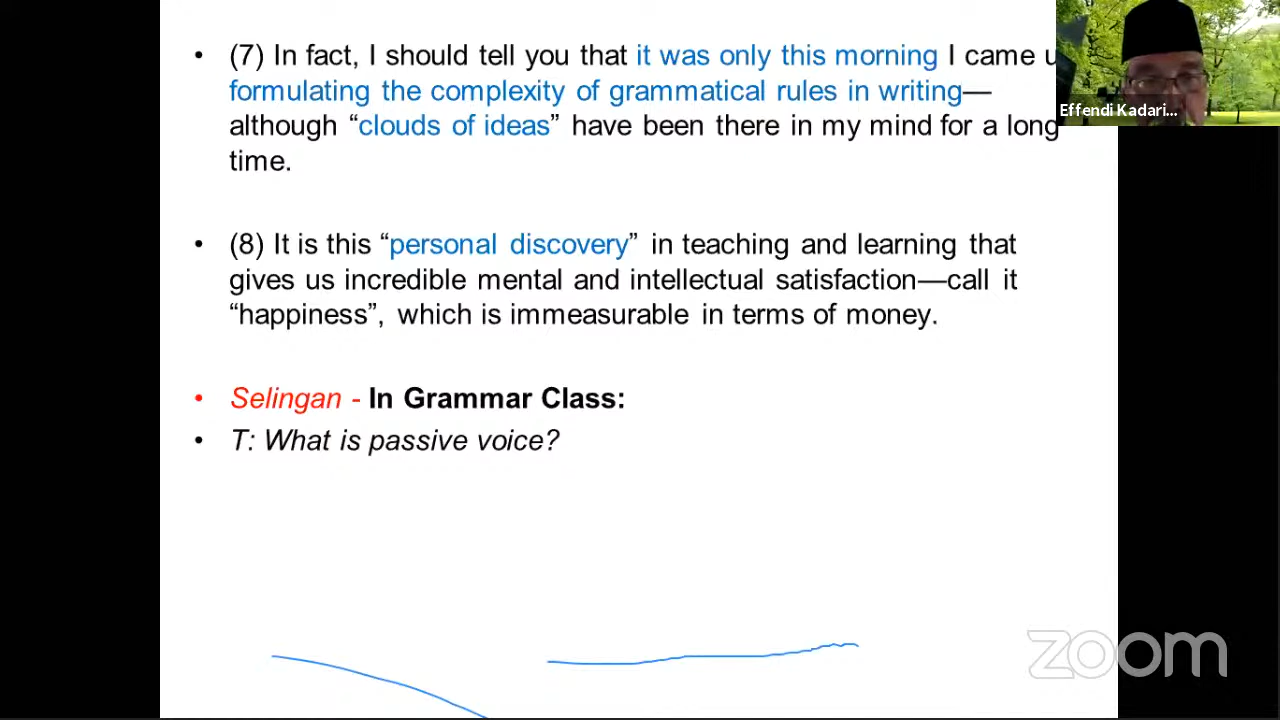 • (7) In fact, I should tell you that it was only this morning I came
formulating the complexity of grammatical rules in writing—
although “clouds of ideas” have been there in my mind for a long
time.
• (8) It is this “personal discovery” in teaching and learning that
gives us incredible mental and intellectual satisfaction—call it
“happiness”, which is immeasurable in terms of money.
• Selingan - In Grammar Class:
• T: What is passive voice?
Effendi Kadari...
zoom